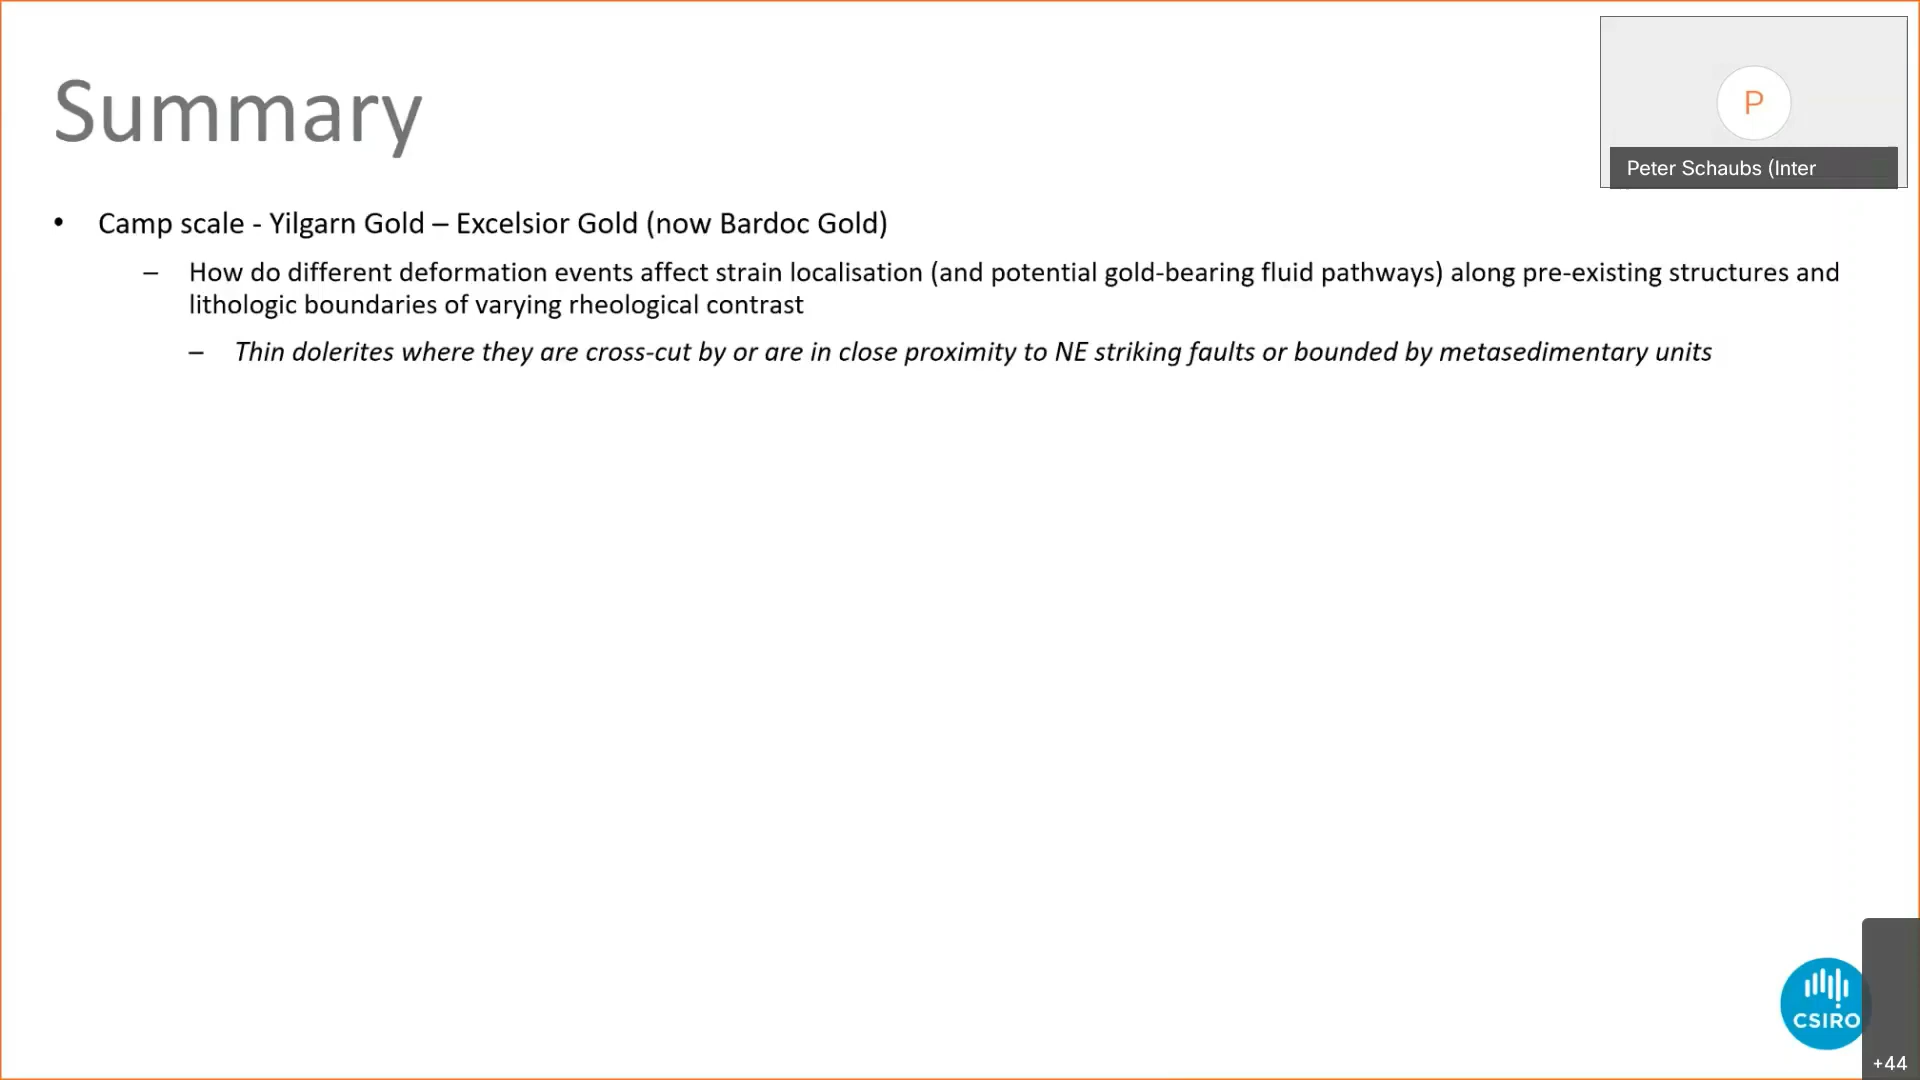 Summary
P
Peter Schaubs (Inter
• Camp scale - Yilgarn Gold – Excelsior Gold (now Bardoc Gold)
– How do different deformation events affect strain localisation (and potential gold-bearing fluid pathways) along pre-existing structures and
lithologic boundaries of varying rheological contrast
– Thin dolerites where they are cross-cut by or are in close proximity to NE striking faults or bounded by metasedimentary units
CSIRO
+44